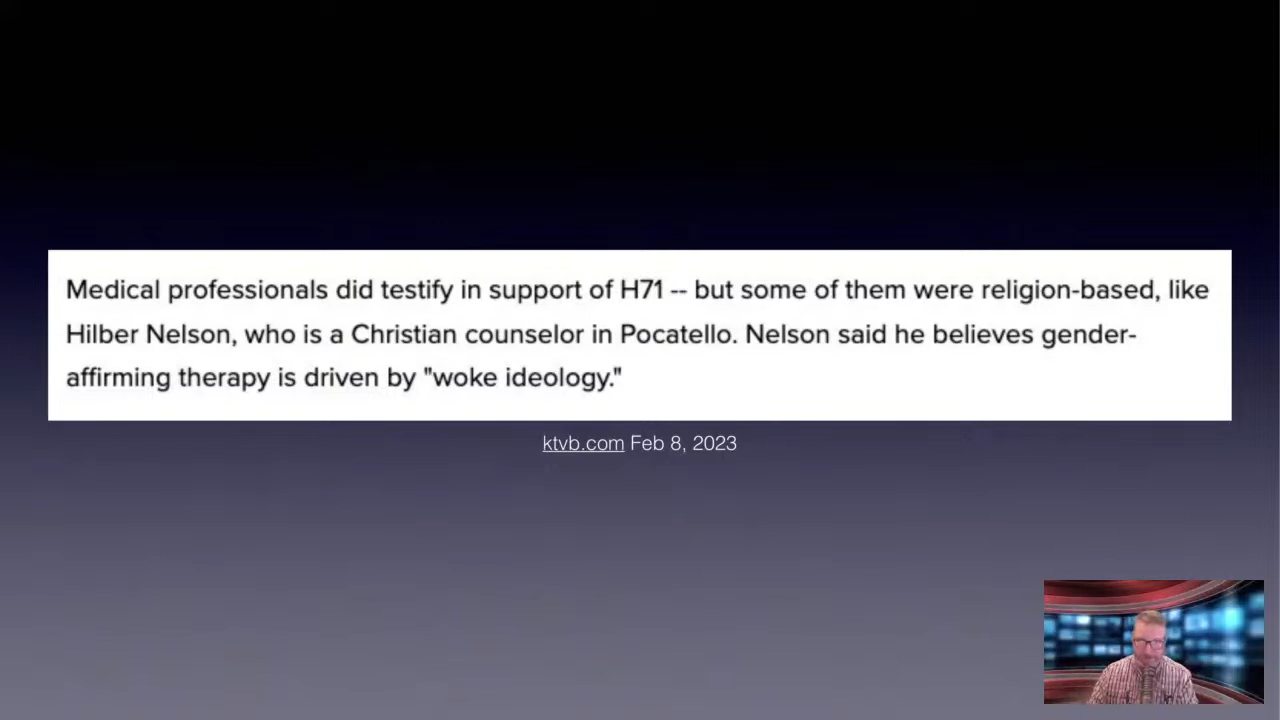 Medical professionals did testify in support of H71 -- but some of them were religion-based, like
Hilber Nelson, who is a Christian counselor in Pocatello. Nelson said he believes gender-
affirming therapy is driven by "woke ideology."
ktvb.com Feb 8, 2023